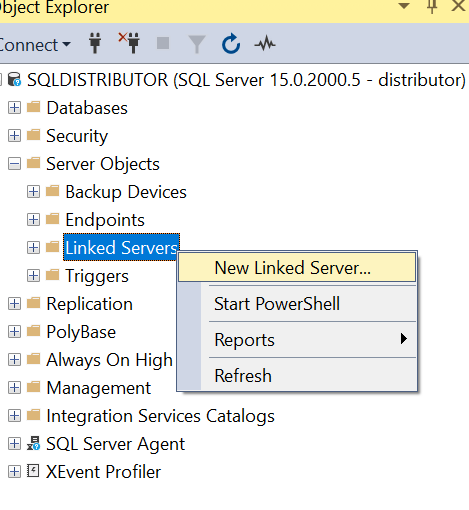 Object Explorer
Connect
SQLDISTRIBUTOR (SQL Server 15.0.2000.5 - distributor)
Databases
Security
Server Objects
Backup Devices
Endpoints
Linked Servers
New Linked Server...
Triggers
Start PowerShell
Replication
Reports
PolyBase
Always On High
Refresh
Management
Integration Services Catalogs
SQL Server Agent
XEvent Profiler